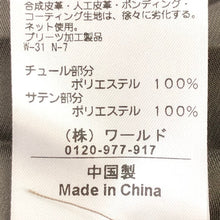 合成皮革・人工皮革・ボンディング・
コーティング生地は、徐々に劣化する。
ネット使用。
プリーツ加工製品
W-31 N-7
チュール部分
ポリエステル 100%
サテン部分
ポリエステル 100%
(株) ワールド
0120-977-917
中国製
Made in China